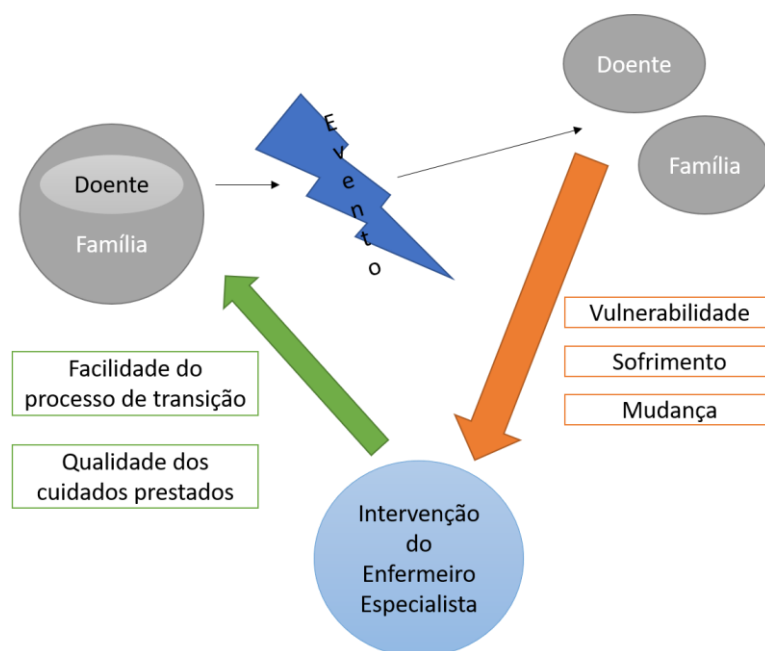 Doente
Família
Evento
Doente
Família
Vulnerabilidade
Sofrimento
Mudança
Facilidade do
processo de transição
Qualidade dos
cuidados prestados
Intervenção
do
Enfermeiro
Especialista